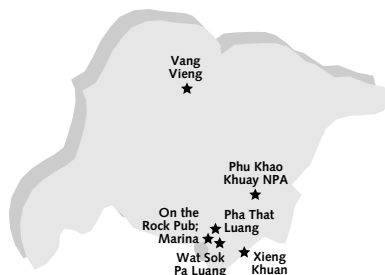 Vang
Vieng
Phu Khao
Khuay NPA
On the
Rock Pub;
Marina
Pha That
Luang
Wat Sok
Pa Luang
Xieng
Khuan